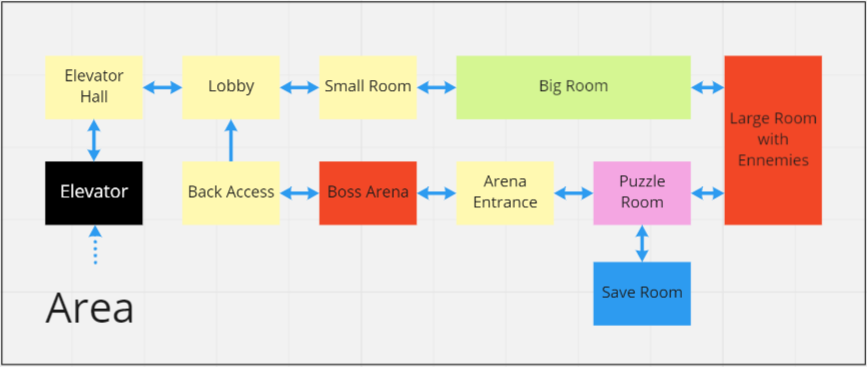 Elevator
Hall
Lobby
Small Room
Big Room
Large Room
with
Ennemies
Elevator
Back Access
Boss Arena
Arena
Entrance
Puzzle
Room
Save Room
Area